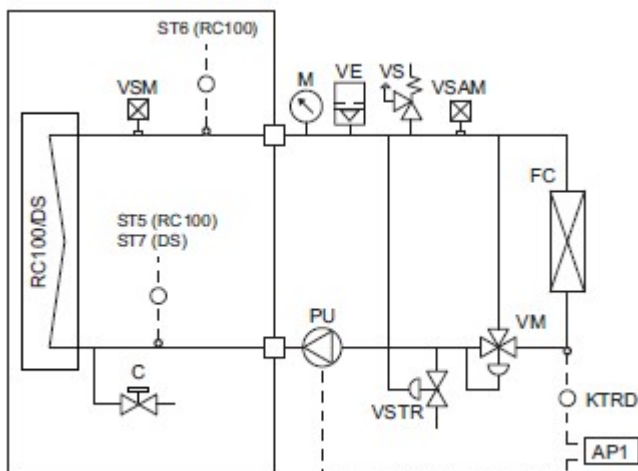 ST6 (RC100)
VSM
M
VE
VS
VSAM
FC
RC100/DS
ST5 (RC100)
ST7 (DS)
PU
VM
C
VSTR
KTRD
AP1